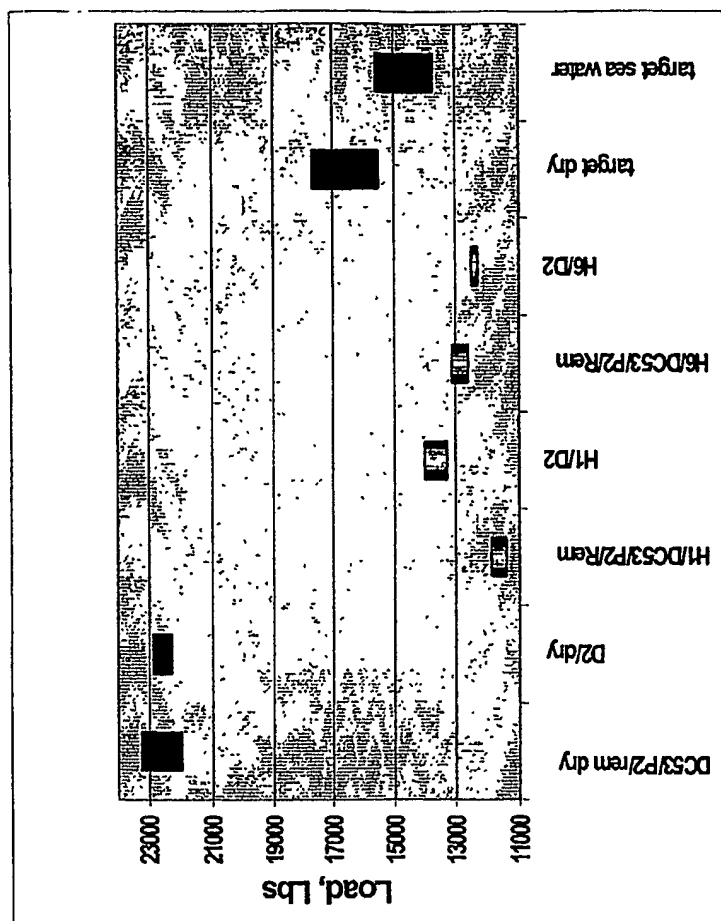 target sea water
target dry
H6/D2
H6/DC53/P2/Rem
H1/D2
H1/DC53/P2/Rem
D2/dry
DC53/P2/rem dry
23000
21000
19000
17000
15000
13000
11000
Load, Lbs